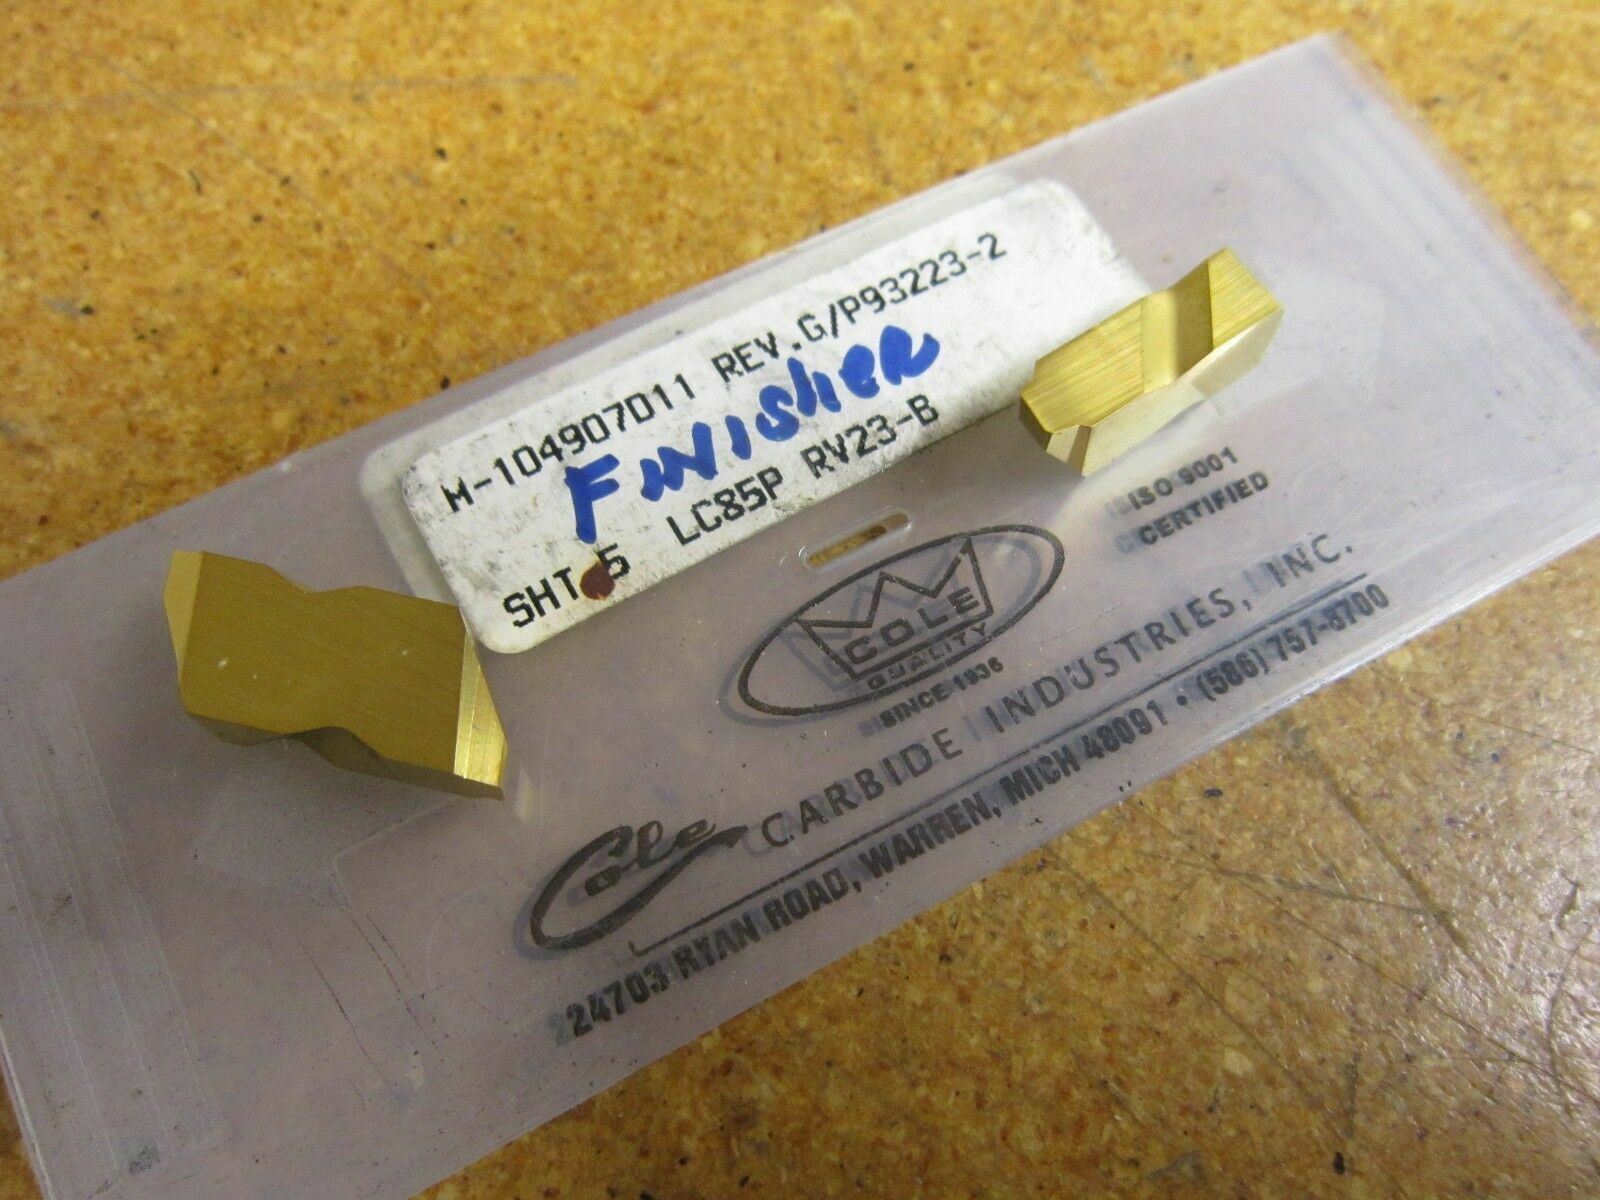 M-104907D11 REV.G/P93223-2
FINISHER
SHT.5 LC85P RV23-B
ISO 9001
CERTIFIED
COLE
QUALITY
SINCE 1936
Cole CARBIDE INDUSTRIES, INC.
24703 RYAN ROAD, WARREN, MICH 48091 • (586) 757-8700